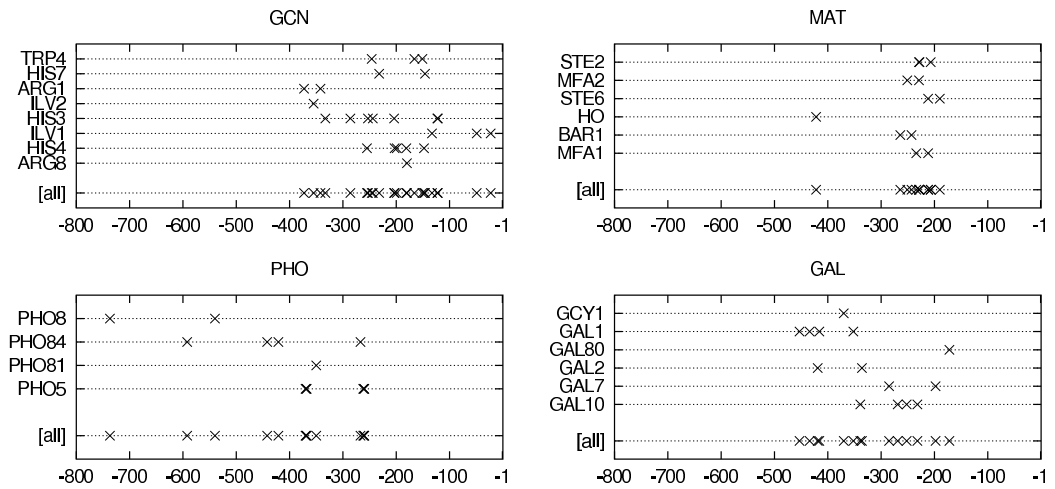 GCN
TRP4
HIS7
ARG1
ILV2
HIS3
ILV1
HIS4
ARG8
[all]
-800 -700 -600 -500 -400 -300 -200 -100 -1
MAT
STE2
MFA2
STE6
HO
BAR1
MFA1
[all]
-800 -700 -600 -500 -400 -300 -200 -100 -1
PHO
PHO8
PHO84
PHO81
PHO5
[all]
-800 -700 -600 -500 -400 -300 -200 -100 -1
GAL
GCY1
GAL1
GAL80
GAL2
GAL7
GAL10
[all]
-800 -700 -600 -500 -400 -300 -200 -100 -1